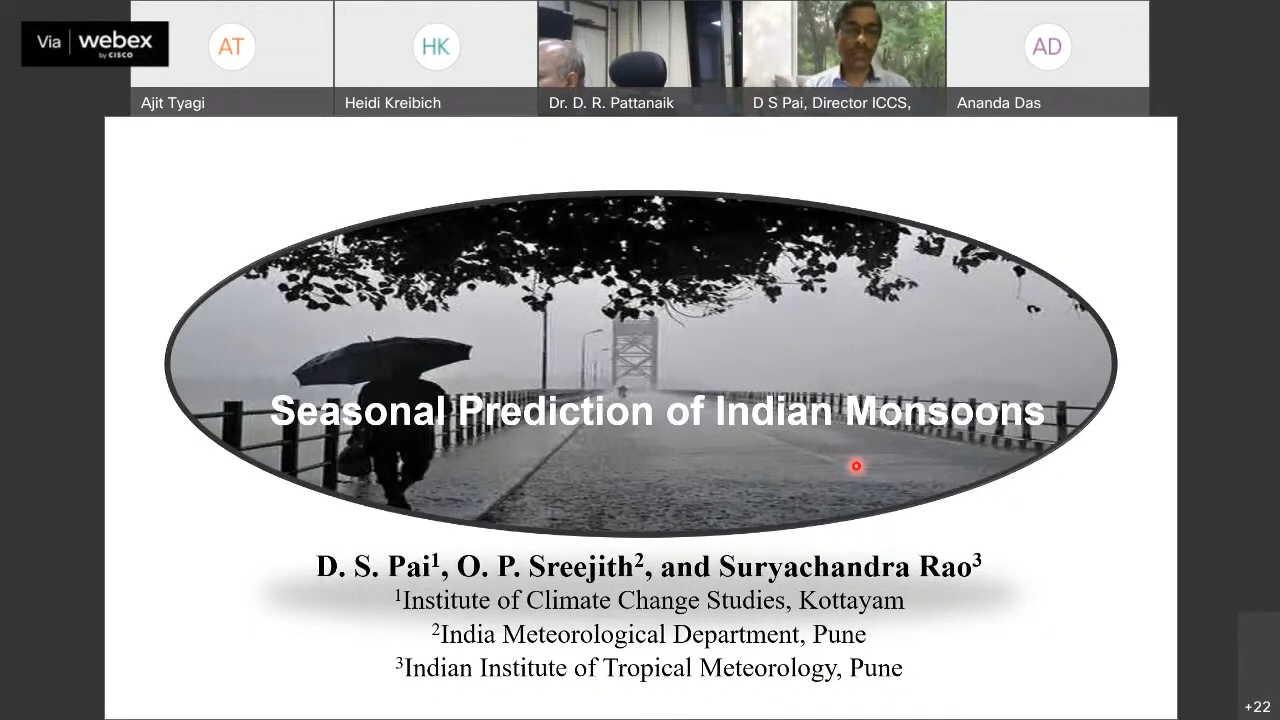 Via webex
by CISCO
AT
HK
AD
Ajit Tyagi
Heidi Kreibich
Dr. D. R. Pattanaik
D S Pai, Director ICCS,
Ananda Das
Seasonal Prediction of Indian Monsoons
D. S. Pai¹, O. P. Sreejith², and Suryachandra Rao³
¹Institute of Climate Change Studies, Kottayam
²India Meteorological Department, Pune
³Indian Institute of Tropical Meteorology, Pune
+22